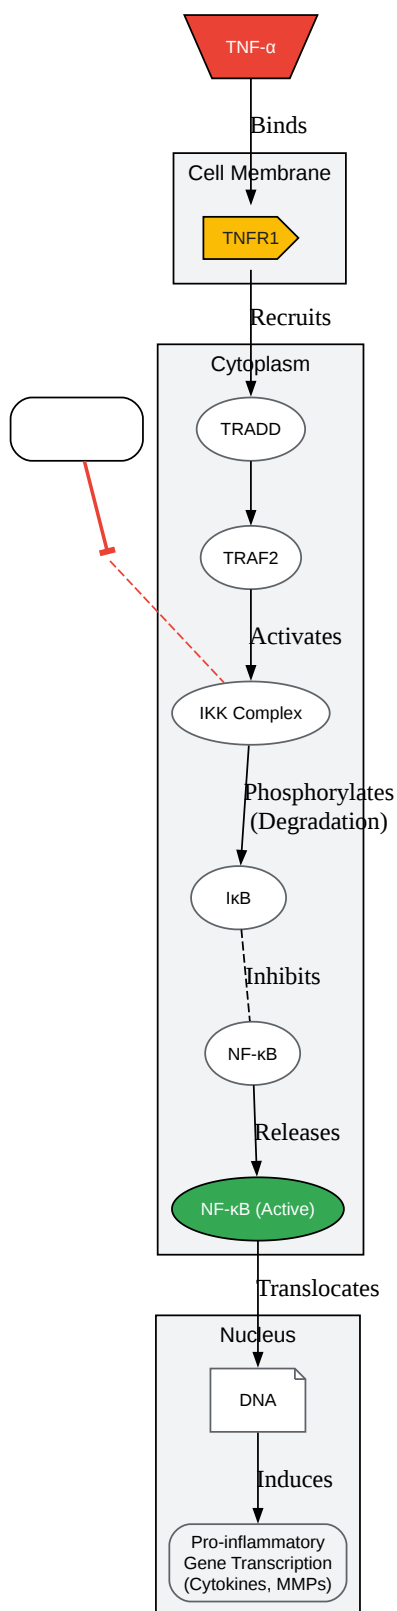 TNF-α
Binds
Cell Membrane
TNFR1
Recruits
Cytoplasm
TRADD
TRAF2
Activates
IKK Complex
Phosphorylates
(Degradation)
IκB
Inhibits
NF-κB
Releases
NF-κB (Active)
Translocates
Nucleus
DNA
Induces
Pro-inflammatory
Gene Transcription
(Cytokines, MMPs)